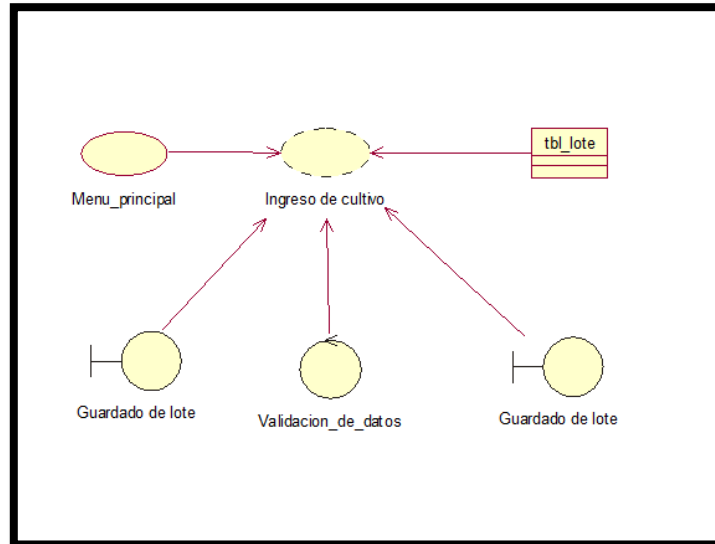 tbl_lote
Menu_principal
Ingreso de cultivo
Guardado de lote
Validacion_de_datos
Guardado de lote